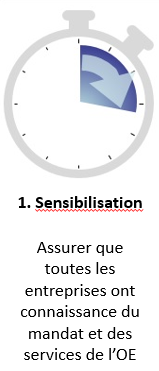 1. Sensibilisation
Assurer que
toutes les
entreprises ont
connaissance du
mandat et des
services de l’OE